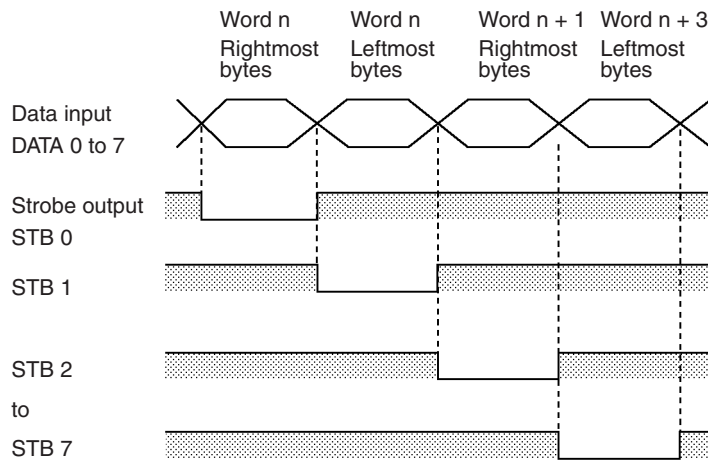 Word n
Rightmost
bytes
Word n
Leftmost
bytes
Word n + 1
Rightmost
bytes
Word n + 3
Leftmost
bytes
Data input
DATA 0 to 7
Strobe output
STB 0
STB 1
STB 2
to
STB 7